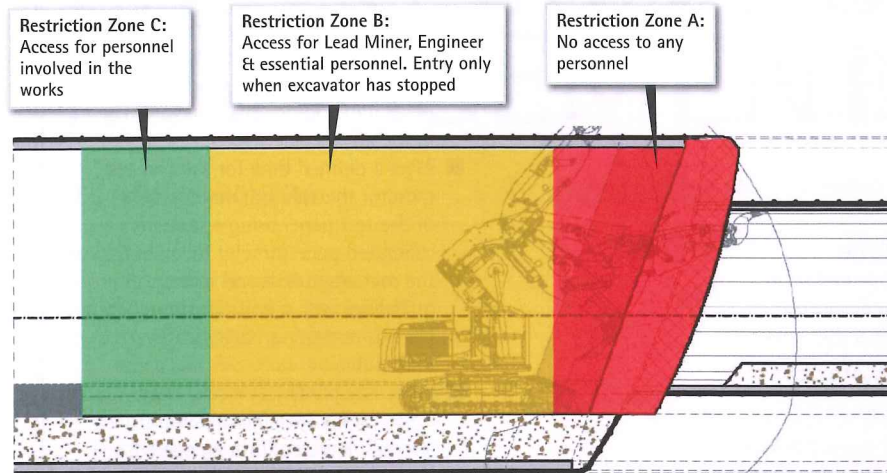 Restriction Zone C:
Access for personnel
involved in the
works
Restriction Zone B:
Access for Lead Miner, Engineer
& essential personnel. Entry only
when excavator has stopped
Restriction Zone A:
No access to any
personnel